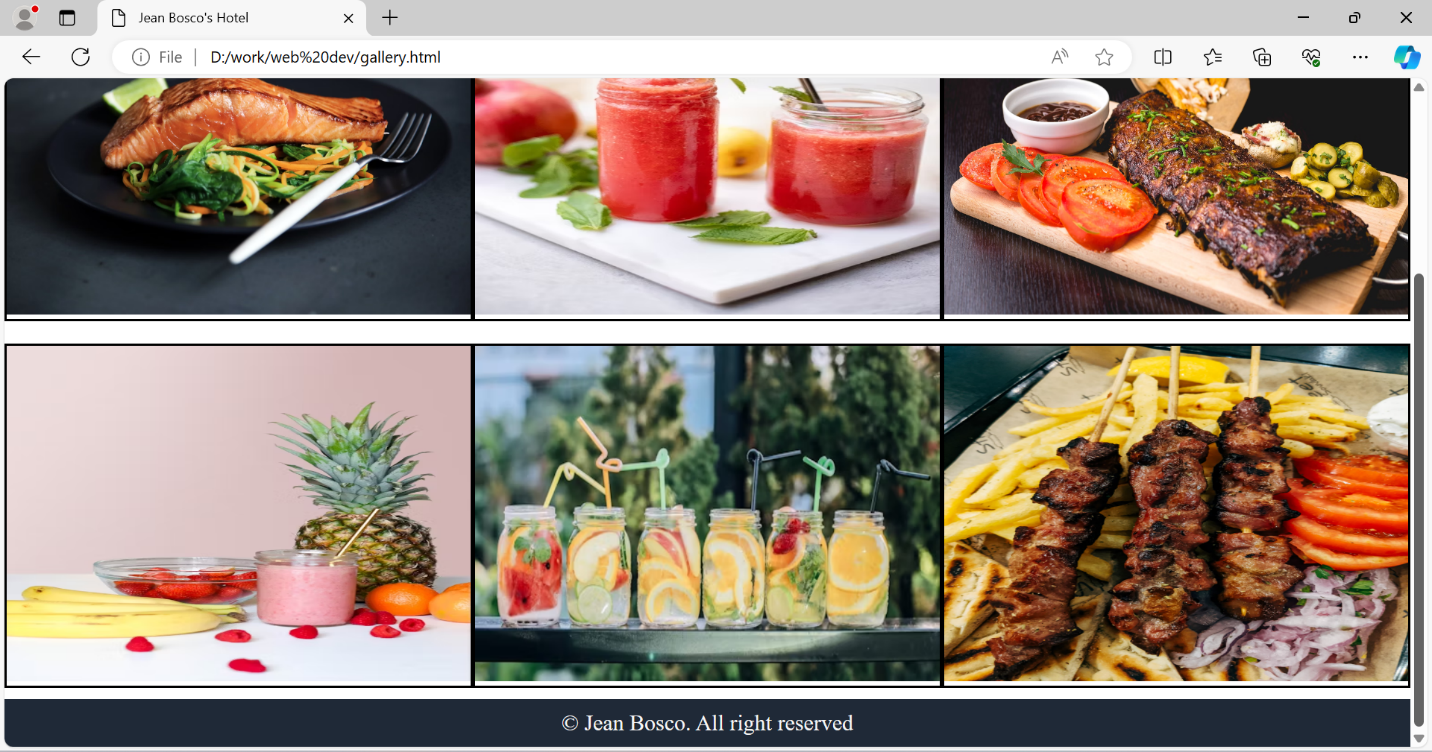 Jean Bosco's Hotel
File D:/work/web%20dev/gallery.html
© Jean Bosco. All right reserved